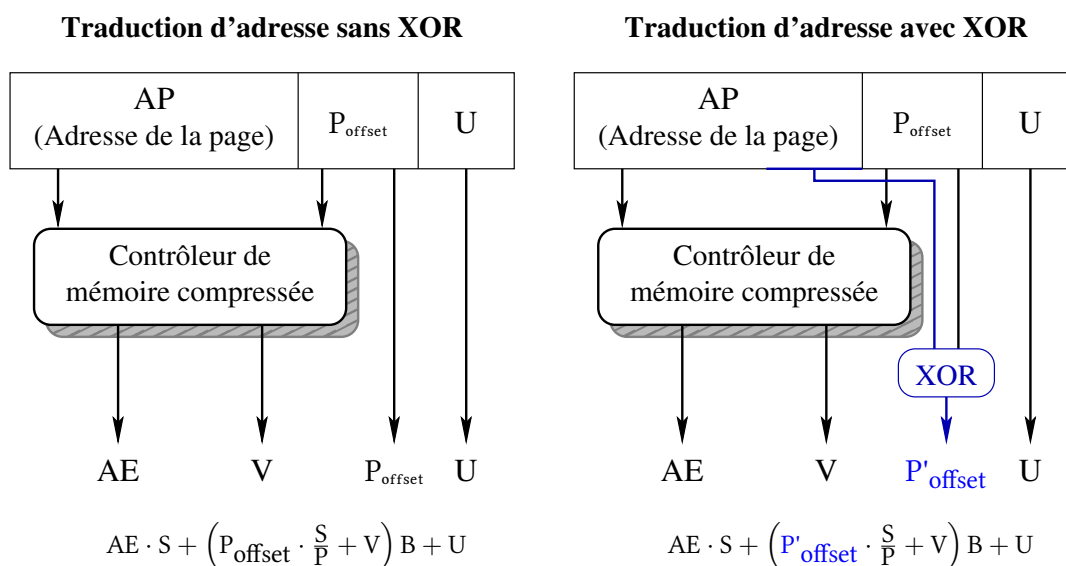 Traduction d'adresse sans XOR
AP
(Adresse de la page)
P_offset
U
Contrôleur de
mémoire compressée
AE
V
P_offset
U
AE · S + (P_offset · S/P + V) B + U
Traduction d'adresse avec XOR
AP
(Adresse de la page)
P_offset
U
Contrôleur de
mémoire compressée
XOR
AE
V
P'_offset
U
AE · S + (P'_offset · S/P + V) B + U